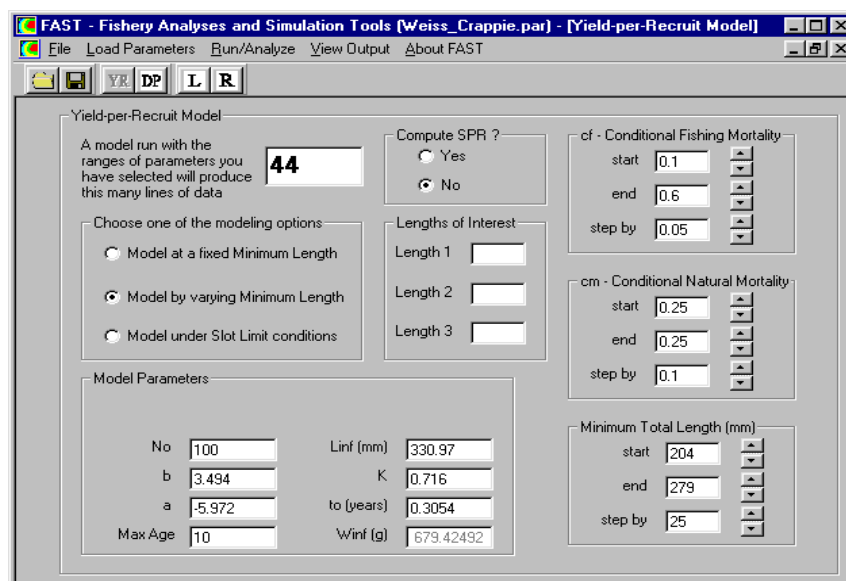 FAST - Fishery Analyses and Simulation Tools (Weiss_Crappie.par) - [Yield-per-Recruit Model]
File Load Parameters Run/Analyze View Output About FAST
YR DP L R
Yield-per-Recruit Model
A model run with the
ranges of parameters you
have selected will produce
this many lines of data
44
Compute SPR ?
Yes
No
cf - Conditional Fishing Mortality
start 0.1
end 0.6
step by 0.05
Choose one of the modeling options
Model at a fixed Minimum Length
Model by varying Minimum Length
Model under Slot Limit conditions
Lengths of Interest
Length 1
Length 2
Length 3
cm - Conditional Natural Mortality
start 0.25
end 0.25
step by 0.1
Model Parameters
No 100 Linf (mm) 330.97
b 3.494 K 0.716
a -5.972 to (years) 0.3054
Max Age 10 Winf (g) 679.42492
Minimum Total Length (mm)
start 204
end 279
step by 25